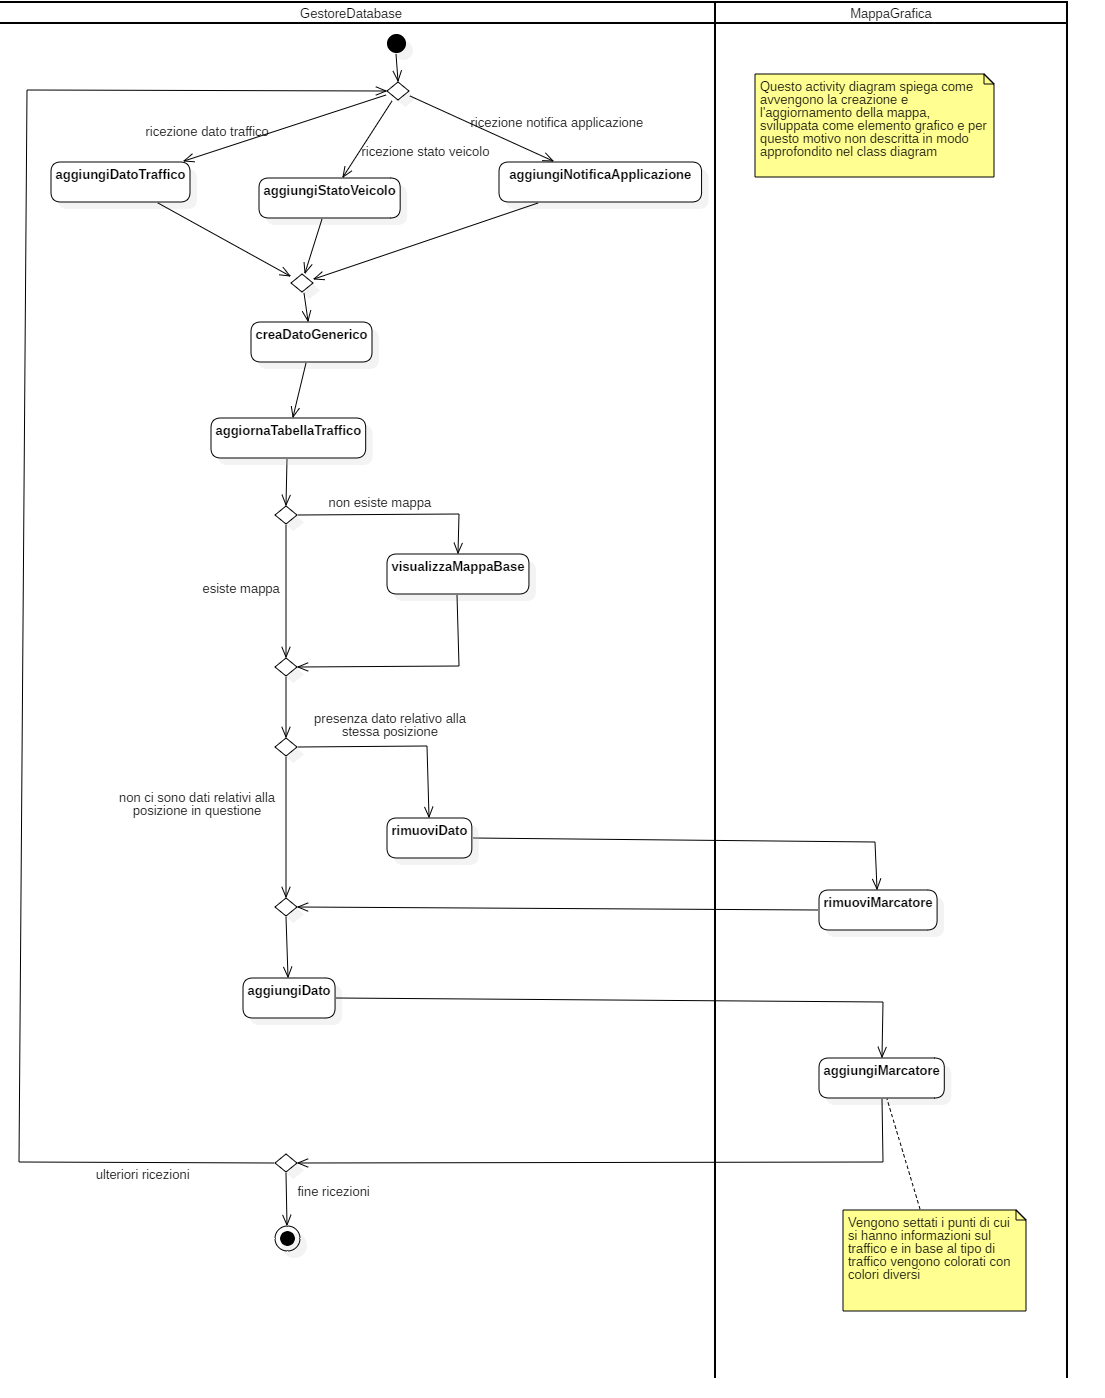 GestoreDatabase
MappaGrafica
Questo activity diagram spiega come
avvengono la creazione e
l'aggiornamento della mappa,
sviluppata come elemento grafico e per
questo motivo non descritta in modo
approfondito nel class diagram
ricezione dato traffico
ricezione stato veicolo
ricezione notifica applicazione
aggiungiDatoTraffico
aggiungiStatoVeicolo
aggiungiNotificaApplicazione
creaDatoGenerico
aggiornaTabellaTraffico
non esiste mappa
visualizzaMappaBase
esiste mappa
presenza dato relativo alla
stessa posizione
non ci sono dati relativi alla
posizione in questione
rimuoviDato
rimuoviMarcatore
aggiungiDato
aggiungiMarcatore
ulteriori ricezioni
fine ricezioni
Vengono settati i punti di cui
si hanno informazioni sul
traffico e in base al tipo di
traffico vengono colorati con
colori diversi